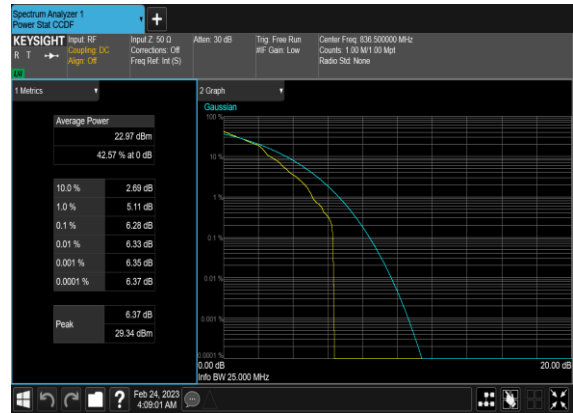 Spectrum Analyzer 1
Power Stat CCDF
+
KEYSIGHT
R T
LW
Input: RF
Coupling: DC
Align: Off
Input Z: 50 Ω
Corrections: Off
Freq Ref: Int (S)
Atten: 30 dB
Trig: Free Run
#IF Gain: Low
Center Freq: 836.500000 MHz
Counts: 1.00 M/1.00 Mpt
Radio Std: None
1 Metrics
Average Power
22.97 dBm
42.57 % at 0 dB
10.0 % 2.69 dB
1.0 % 5.11 dB
0.1 % 6.28 dB
0.01 % 6.33 dB
0.001 % 6.35 dB
0.0001 % 6.37 dB
Peak
6.37 dB
29.34 dBm
2 Graph
Gaussian
100 %
10 %
1 %
0.1 %
0.01 %
0.001 %
0.0001 %
0.00 dB
20.00 dB
Info BW 25.000 MHz
?
Feb 24, 2023
4:09:01 AM